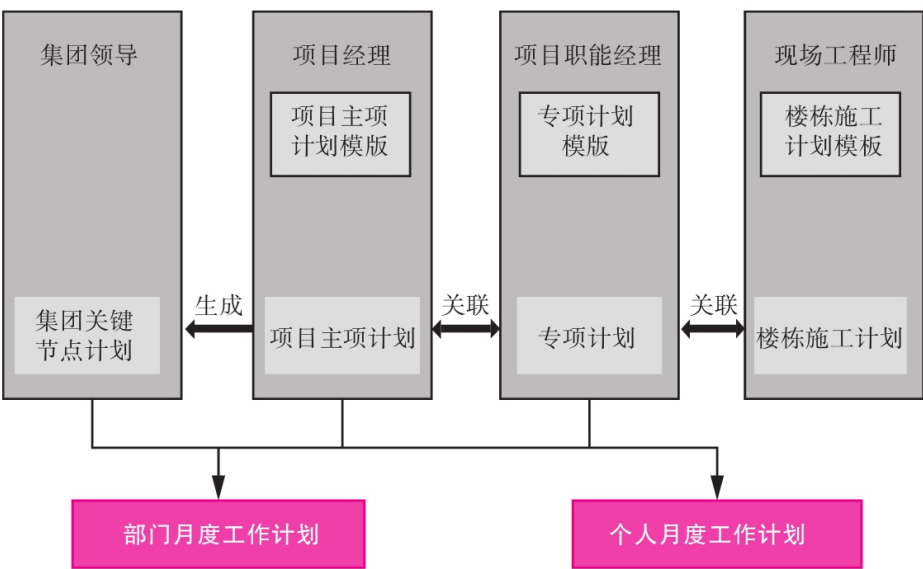 集团领导
项目经理
项目职能经理
现场工程师
项目主项
计划模版
专项计划
模版
楼栋施工
计划模板
生成
关联
关联
集团关键
节点计划
项目主项计划
专项计划
楼栋施工计划
部门月度工作计划
个人月度工作计划